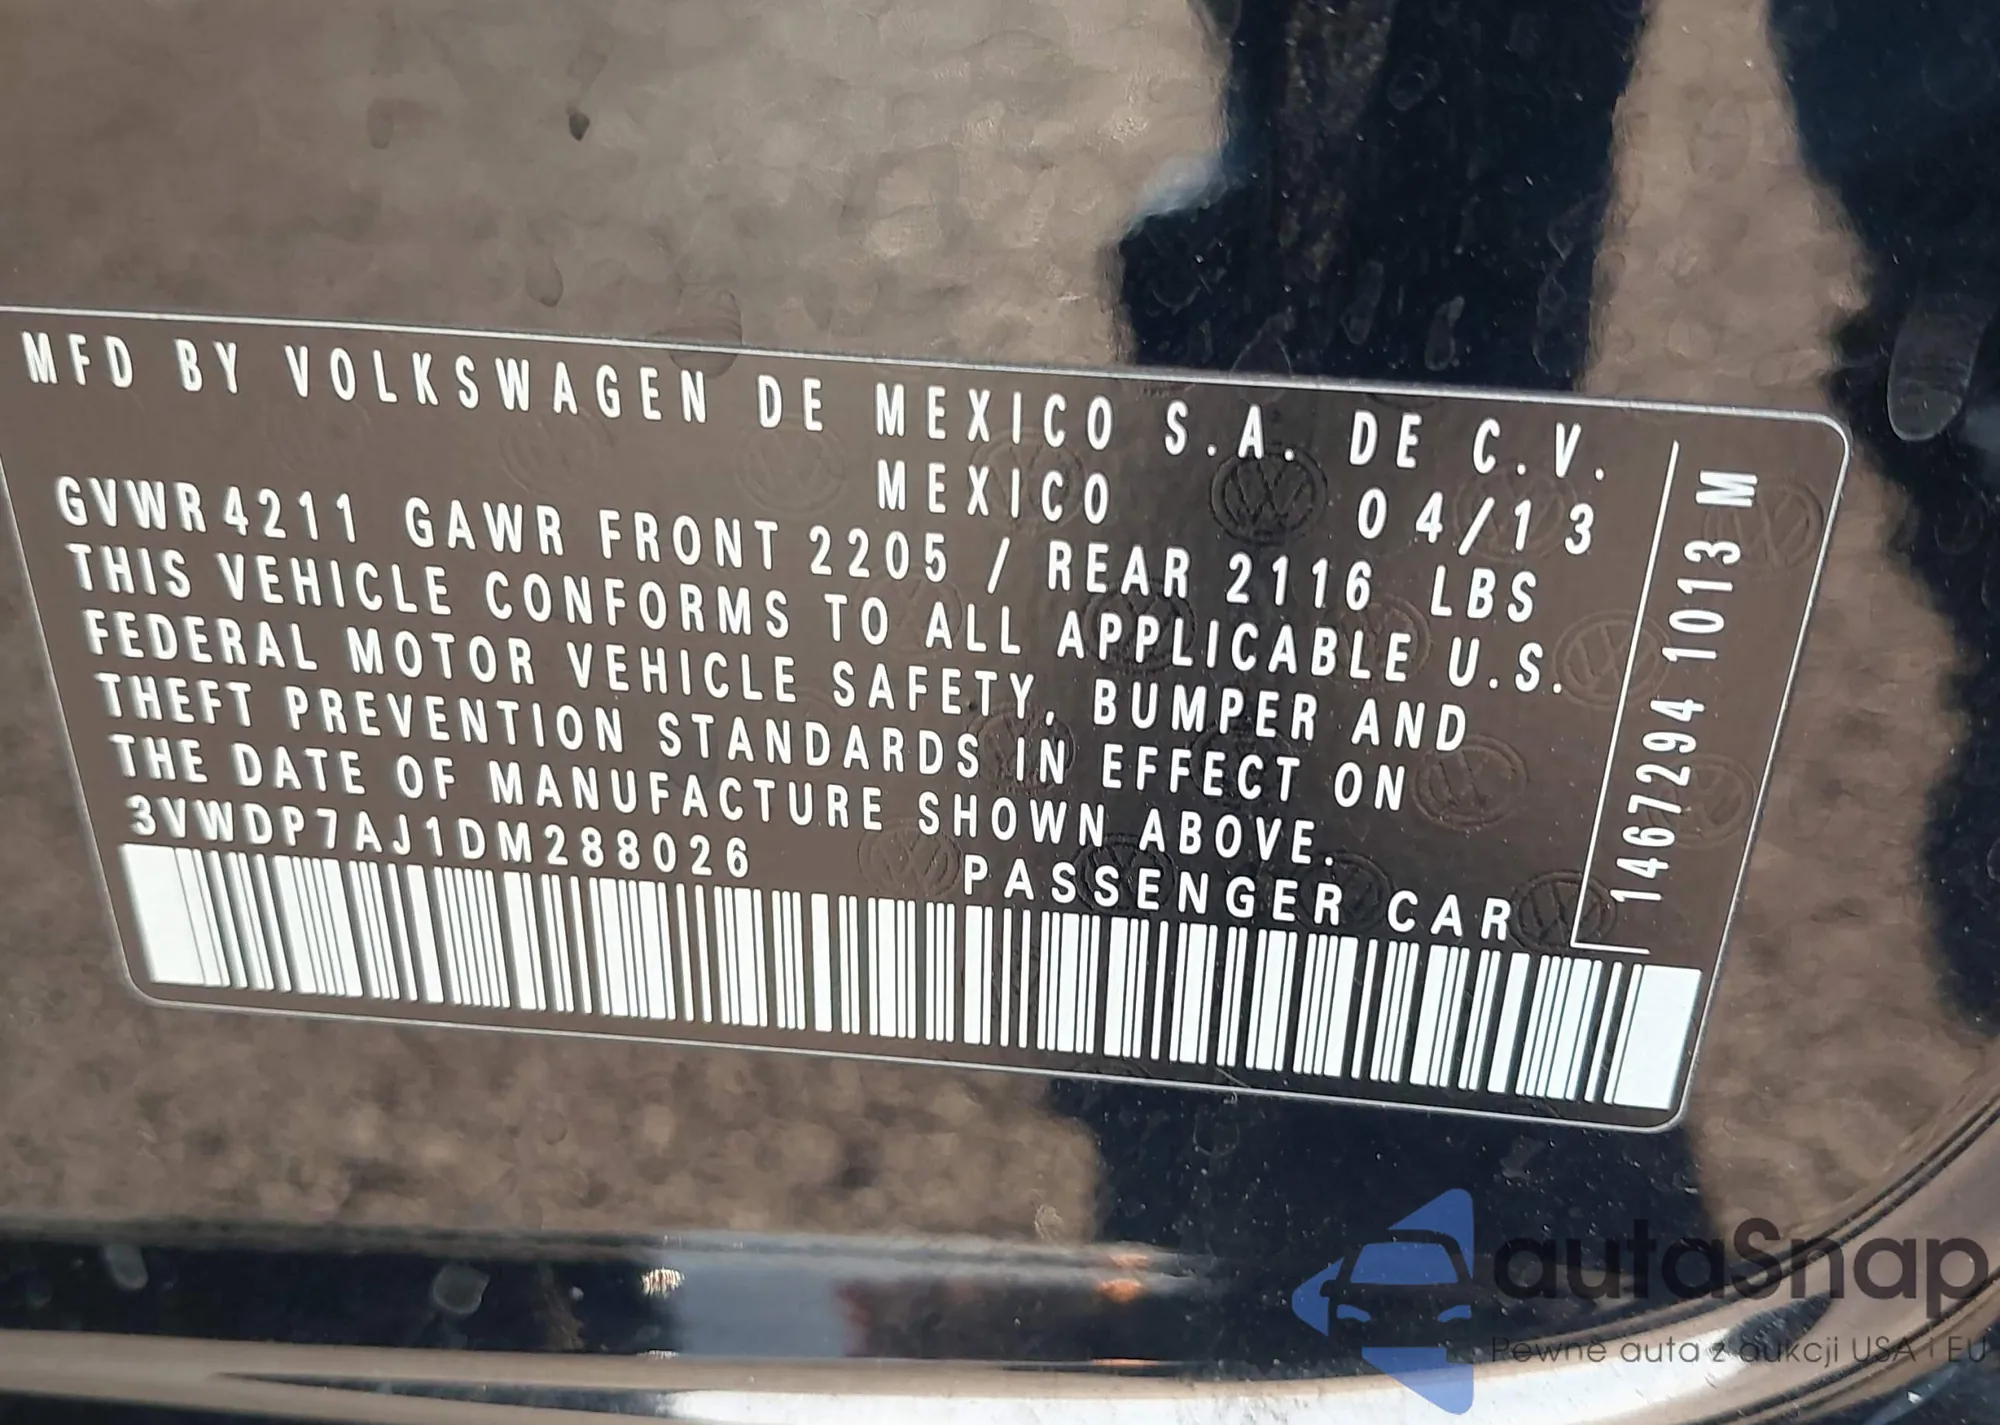 MFD BY VOLKSWAGEN DE MEXICO S.A. DE C.V.
MEXICO 04/13
GVWR 4211 GAWR FRONT 2205 / REAR 2116 LBS
THIS VEHICLE CONFORMS TO ALL APPLICABLE U.S.
FEDERAL MOTOR VEHICLE SAFETY, BUMPER AND
THEFT PREVENTION STANDARDS IN EFFECT ON
THE DATE OF MANUFACTURE SHOWN ABOVE.
3VWDP7AJ1DM288026
PASSENGER CAR
1467294 1013 M
autaSnap
Pewne auta z aukcji USA i EU